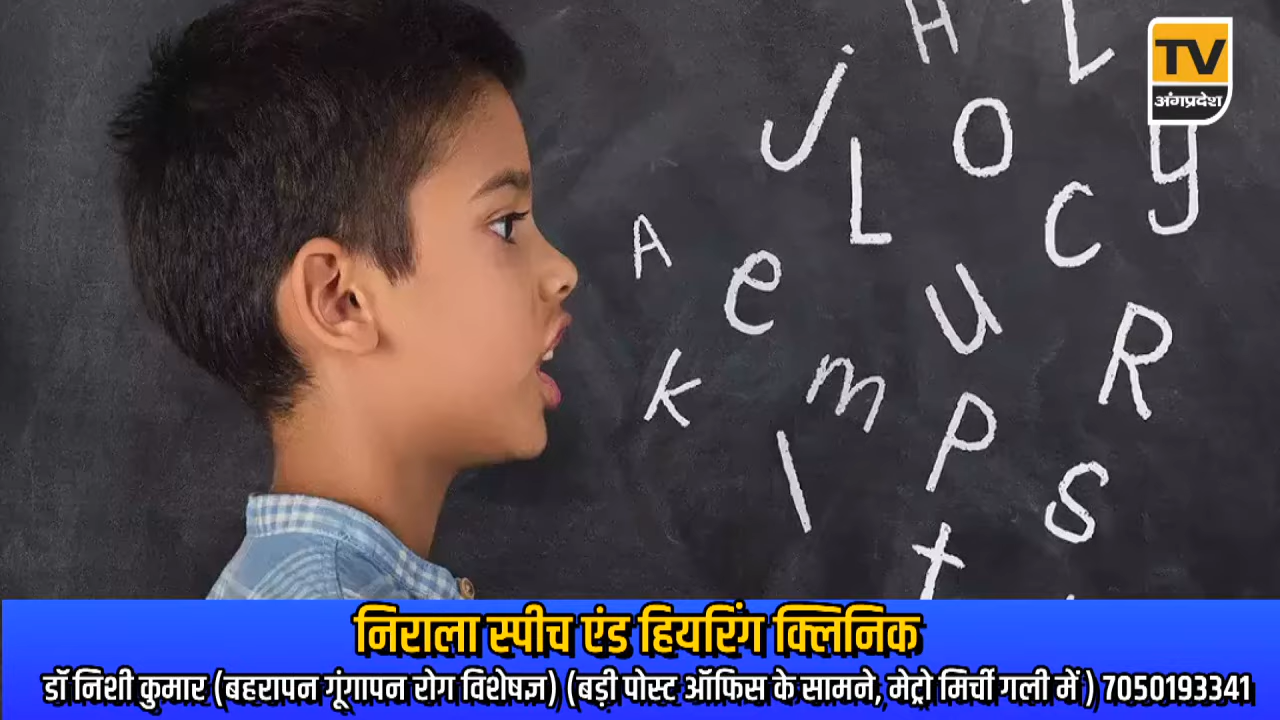 H
L
TV
अंगप्रदेश
J
O
y
L
C
A
e
U
R
K
m
P
l
S
t
निराला स्पीच एंड हियरिंग क्लिनिक
डॉ निशी कुमार (बहरापन गूंगापन रोग विशेषज्ञ) (बड़ी पोस्ट ऑफिस के सामने, मेट्रो मिर्ची गली में ) 7050193341